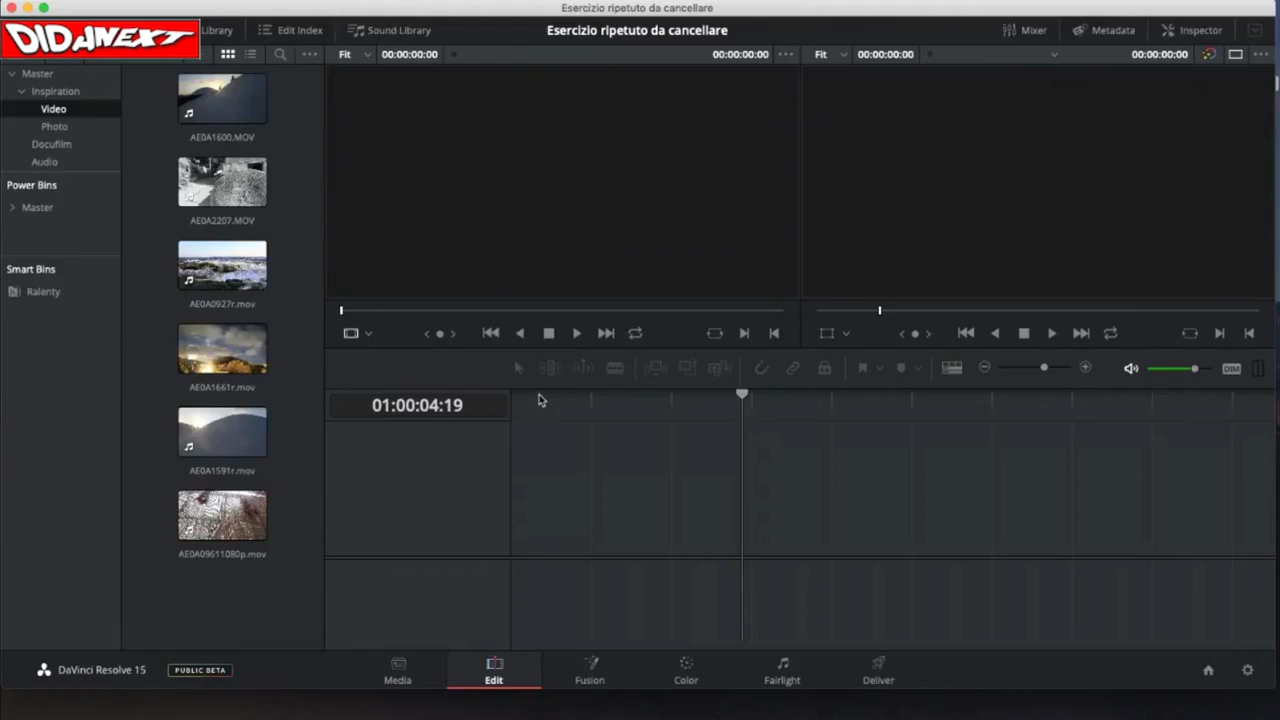 Esercizio ripetuto da cancellare
DIDANEXT
Library
Edit Index
Sound Library
Esercizio ripetuto da cancellare
Mixer
Metadata
Inspector
Fit
00:00:00:00
00:00:00:00
Fit
00:00:00:00
00:00:00:00
Master
Inspiration
Video
Photo
Docufilm
Audio
Power Bins
Master
Smart Bins
Ralenty
AE0A1600.MOV
AE0A2207.MOV
AE0A0927r.mov
AE0A1661r.mov
AE0A1591r.mov
AE0A09611080p.mov
DIM
01:00:04:19
DaVinci Resolve 15
PUBLIC BETA
Media
Edit
Fusion
Color
Fairlight
Deliver